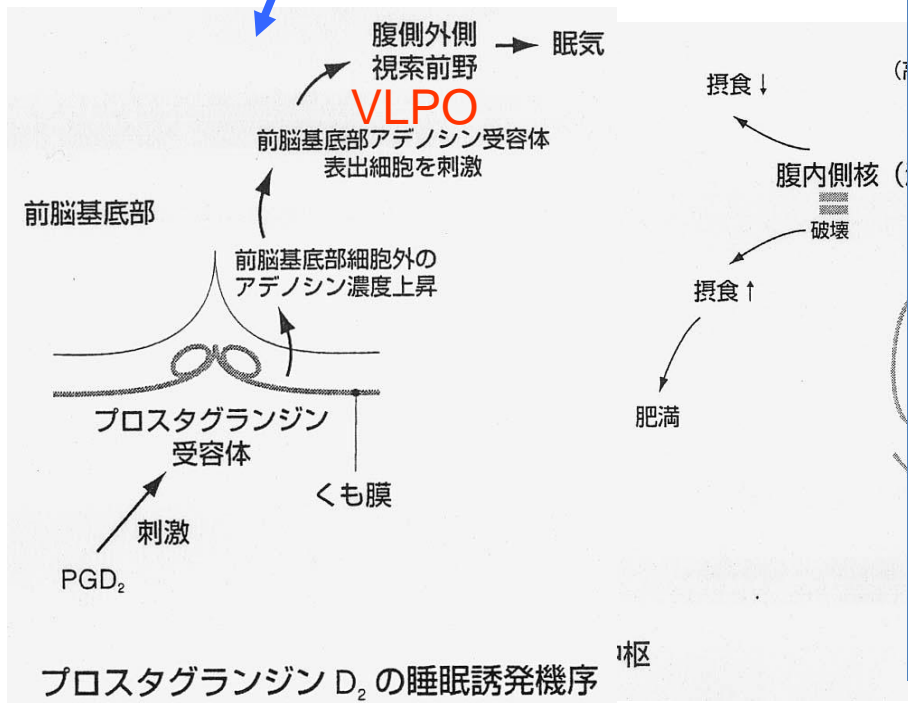 腹側外側
視索前野
→ 眠気
VLPO
前脳基底部アデノシン受容体
表出細胞を刺激
前脳基底部
前脳基底部細胞外の
アデノシン濃度上昇
プロスタグランジン
受容体
くも膜
刺激
PGD₂
プロスタグランジン D₂ の睡眠誘発機序
摂食↓
腹内側核 (
破壊
摂食↑
肥満
枢